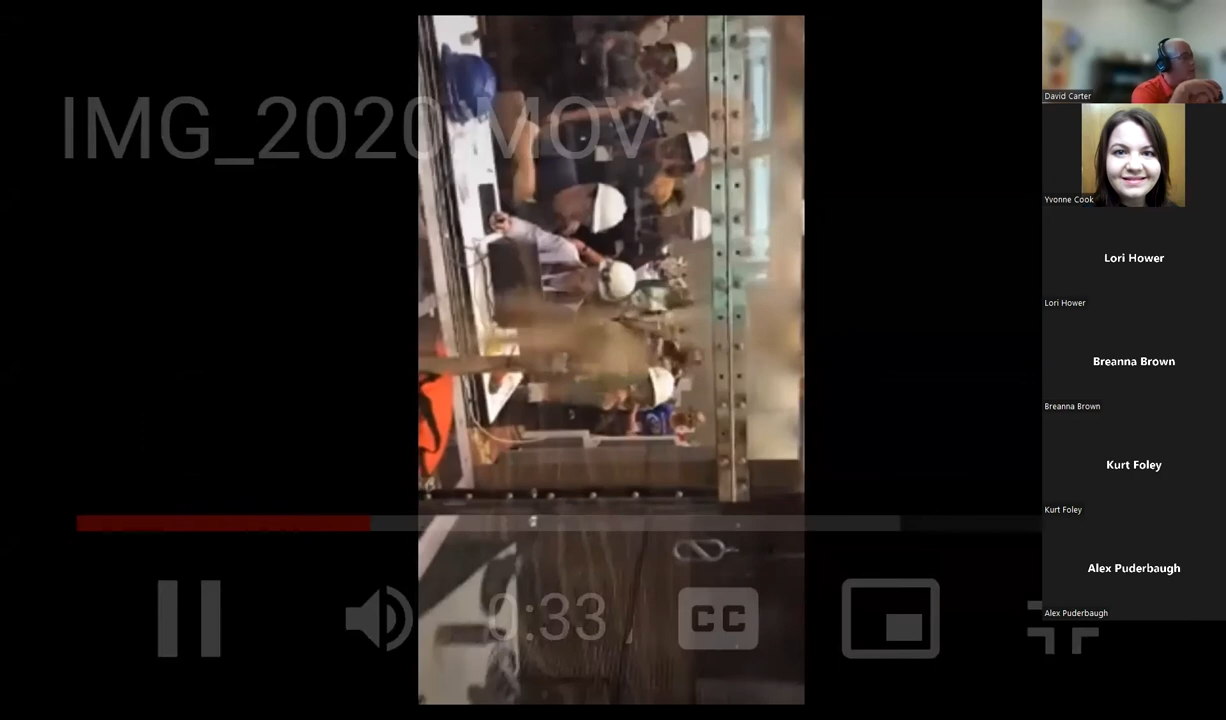 IMG_2020.MOV
0:33
CC
David Carter
Yvonne Cook
Lori Hower
Lori Hower
Breanna Brown
Breanna Brown
Kurt Foley
Kurt Foley
Alex Puderbaugh
Alex Puderbaugh